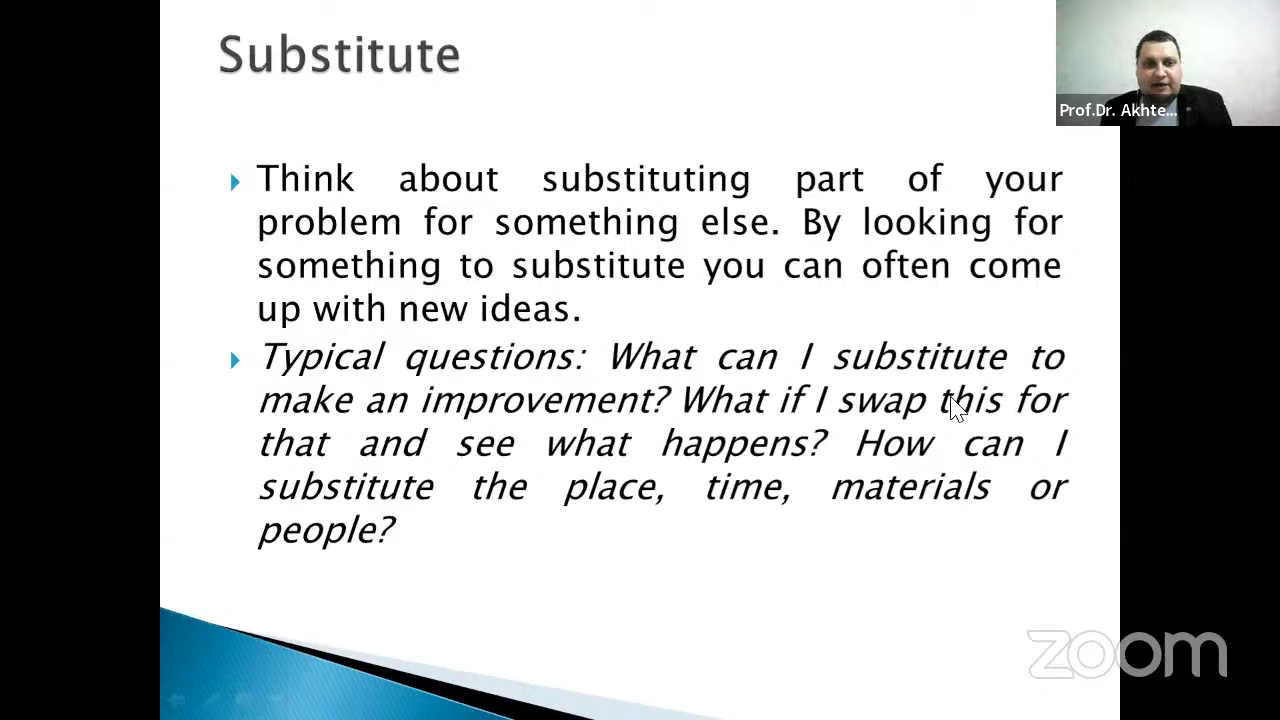 Substitute
Prof.Dr. Akhte...
Think about substituting part of your
problem for something else. By looking for
something to substitute you can often come
up with new ideas.
Typical questions: What can I substitute to
make an improvement? What if I swap this for
that and see what happens? How can I
substitute the place, time, materials or
people?
zoom